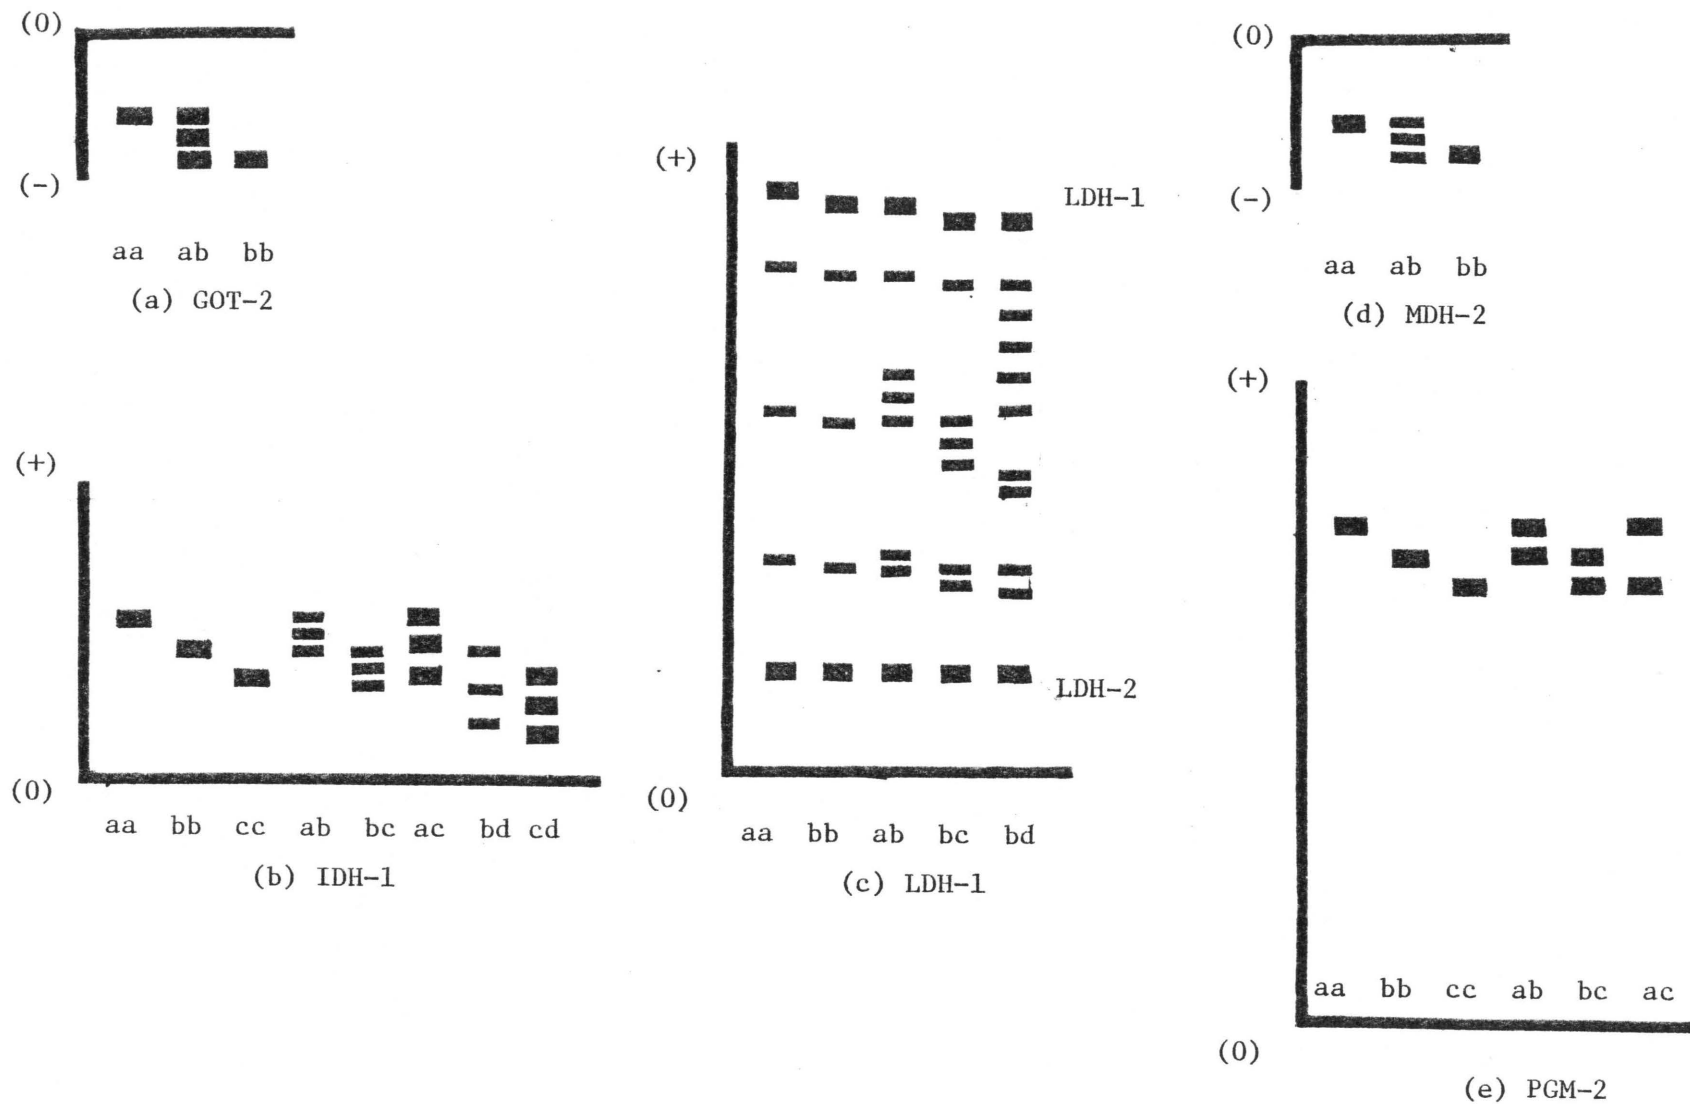 (0)
(-)
aa ab bb
(a) GOT-2
(+)
(0)
aa bb cc ab bc ac bd cd
(b) IDH-1
(+)
LDH-1
LDH-2
(0)
aa bb ab bc bd
(c) LDH-1
(0)
(-)
aa ab bb
(d) MDH-2
(+)
aa bb cc ab bc ac
(0)
(e) PGM-2